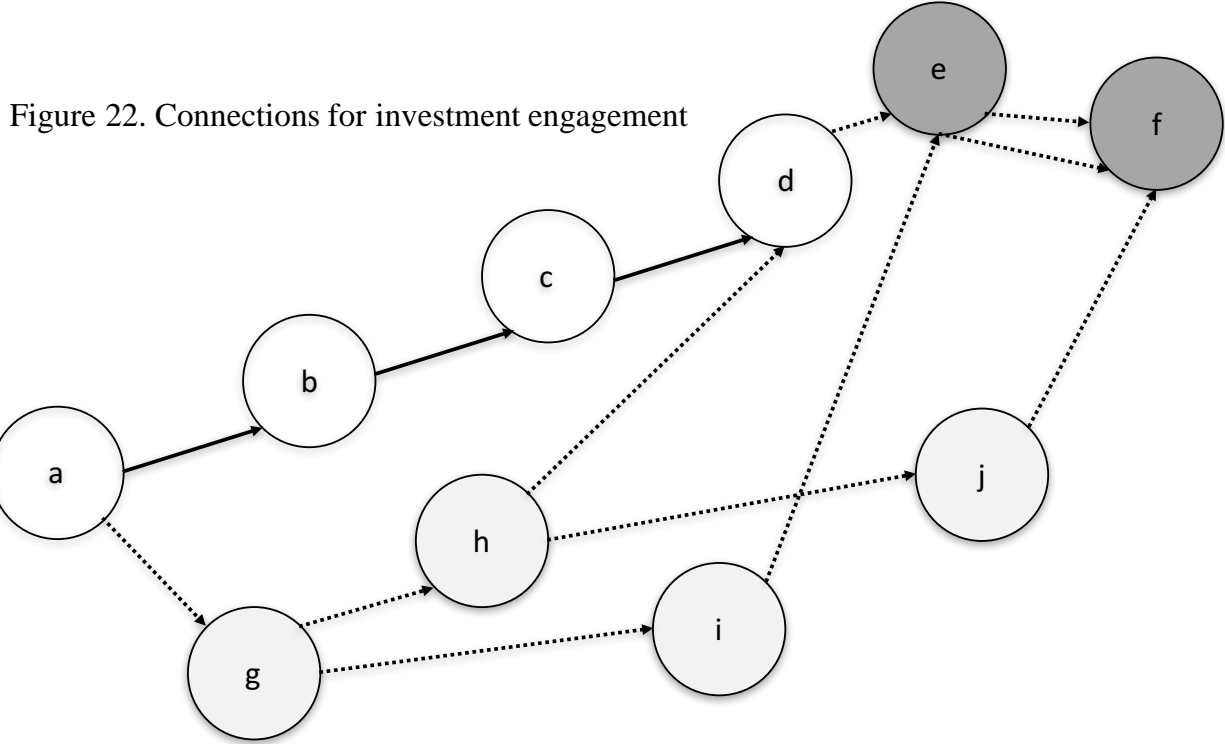 e
f
Figure 22. Connections for investment engagement
d
c
b
a
j
h
i
g